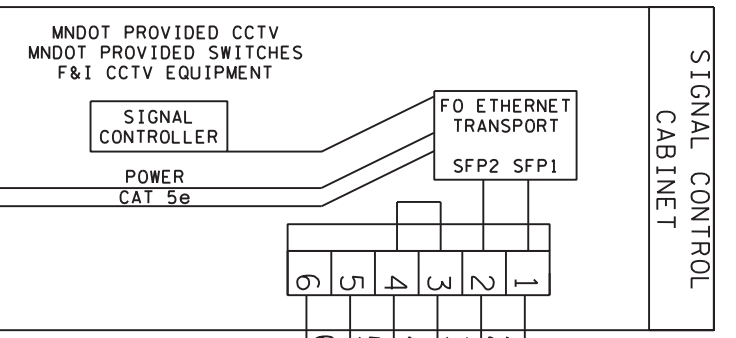 MNDOT PROVIDED CCTV
MNDOT PROVIDED SWITCHES
F&I CCTV EQUIPMENT
SIGNAL
CONTROLLER
FO ETHERNET
TRANSPORT
SFP2 SFP1
POWER
CAT 5e
6 5 4 3 2 1
SIGNAL CONTROL
CABINET